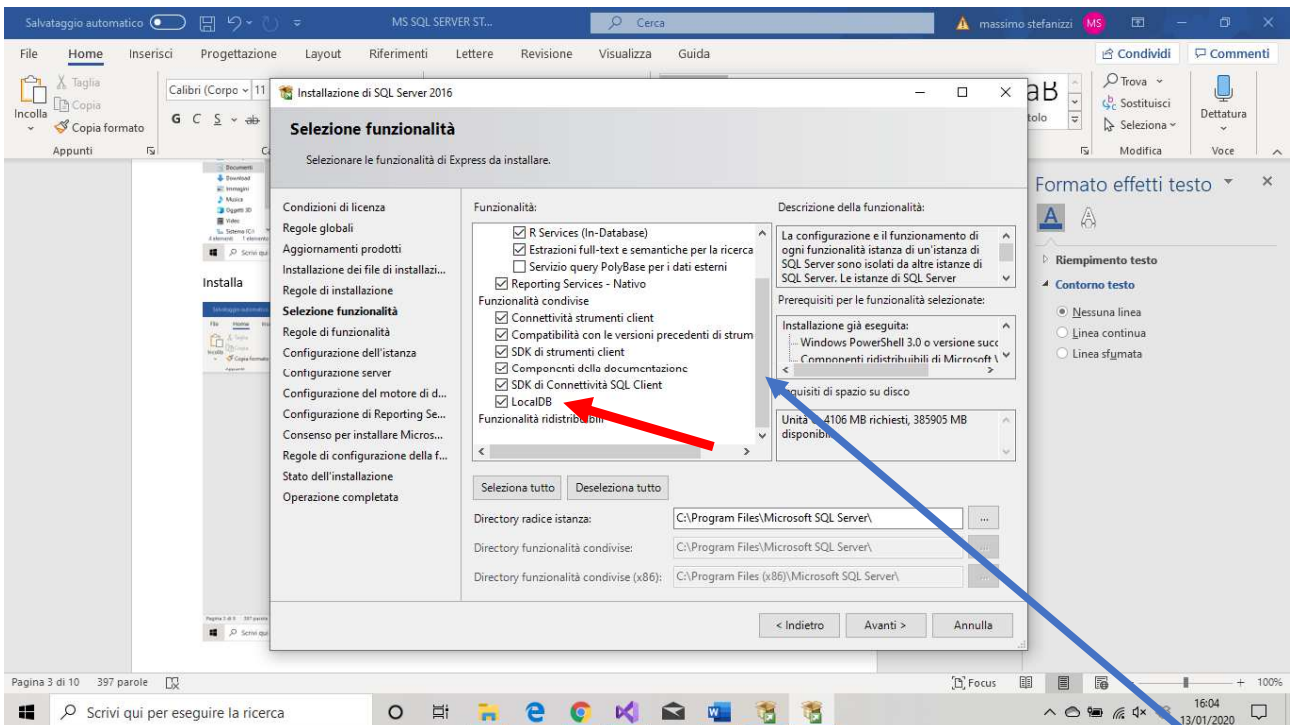 Salvataggio automatico
MS SQL SERVER ST...
Cerca
massimo stefanizzi
MS
File
Home
Inserisci
Progettazione
Layout
Riferimenti
Lettere
Revisione
Visualizza
Guida
Condividi
Commenti
Incolla
Taglia
Copia
Copia formato
Appunti
Calibri (Corpo
11
G C S ab
Trova
Sostituisci
Seleziona
Modifica
Dettatura
Voce
Installa
Installazione di SQL Server 2016
Selezione funzionalità
Selezionare le funzionalità di Express da installare.
Condizioni di licenza
Regole globali
Aggiornamenti prodotti
Installazione dei file di installazi...
Regole di installazione
Selezione funzionalità
Regole di funzionalità
Configurazione dell'istanza
Configurazione server
Configurazione del motore di d...
Configurazione di Reporting Se...
Consenso per installare Micros...
Regole di configurazione della f...
Stato dell'installazione
Operazione completata
Funzionalità:
R Services (In-Database)
Estrazioni full-text e semantiche per la ricerca
Servizio query PolyBase per i dati esterni
Reporting Services - Nativo
Funzionalità condivise
Connettività strumenti client
Compatibilità con le versioni precedenti di strum
SDK di strumenti client
Componenti della documentazione
SDK di Connettività SQL Client
LocalDB
Funzionalità ridistribuibili
Descrizione della funzionalità:
La configurazione e il funzionamento di
ogni funzionalità istanza di un'istanza di
SQL Server sono isolati da altre istanze di
SQL Server. Le istanze di SQL Server
Prerequisiti per le funzionalità selezionate:
Installazione già eseguita:
Windows PowerShell 3.0 o versione succ
Componenti ridistribuibili di Microsoft
Requisiti di spazio su disco
Unità 4106 MB richiesti, 385905 MB
disponibili
Seleziona tutto
Deseleziona tutto
Directory radice istanza:
C:\Program Files\Microsoft SQL Server\
...
Directory funzionalità condivise:
C:\Program Files\Microsoft SQL Server\
...
Directory funzionalità condivise (x86):
C:\Program Files (x86)\Microsoft SQL Server\
...
< Indietro
Avanti >
Annulla
Formato effetti testo
Riempimento testo
Contorno testo
Nessuna linea
Linea continua
Linea sfumata
Pagina 3 di 10
397 parole
Focus
100%
Scrivi qui per eseguire la ricerca
16:04
13/01/2020